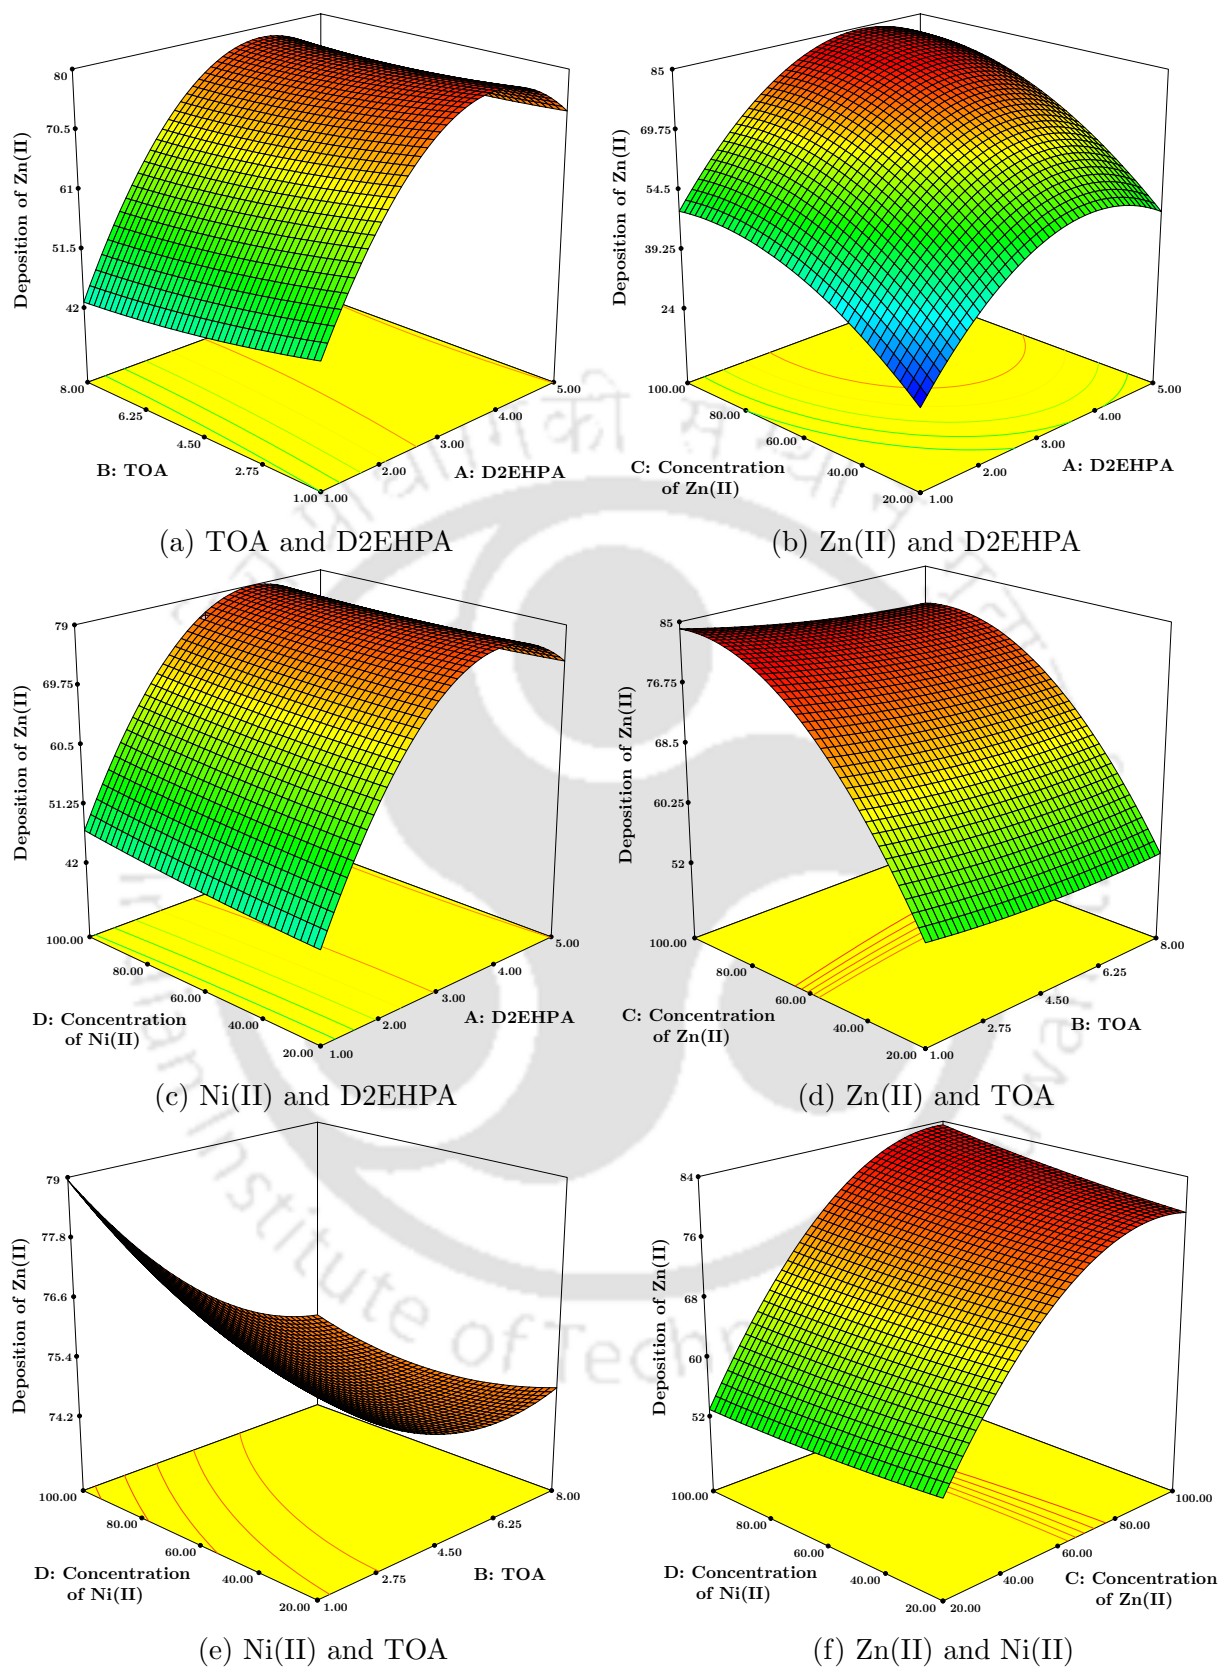 80
70.5
61
51.5
42
Deposition of Zn(II)
8.00
6.25
4.50
2.75
1.00
B: TOA
1.00
2.00
3.00
4.00
5.00
A: D2EHPA
(a) TOA and D2EHPA
85
69.75
54.5
39.25
24
Deposition of Zn(II)
100.00
80.00
60.00
40.00
20.00
C: Concentration
of Zn(II)
1.00
2.00
3.00
4.00
5.00
A: D2EHPA
(b) Zn(II) and D2EHPA
79
69.75
60.5
51.25
42
Deposition of Zn(II)
100.00
80.00
60.00
40.00
20.00
D: Concentration
of Ni(II)
1.00
2.00
3.00
4.00
5.00
A: D2EHPA
(c) Ni(II) and D2EHPA
85
76.75
68.5
60.25
52
Deposition of Zn(II)
100.00
80.00
60.00
40.00
20.00
C: Concentration
of Zn(II)
1.00
2.75
4.50
6.25
8.00
B: TOA
(d) Zn(II) and TOA
79
77.8
76.6
75.4
74.2
Deposition of Zn(II)
100.00
80.00
60.00
40.00
20.00
D: Concentration
of Ni(II)
1.00
2.75
4.50
6.25
8.00
B: TOA
(e) Ni(II) and TOA
84
76
68
60
52
Deposition of Zn(II)
100.00
80.00
60.00
40.00
20.00
D: Concentration
of Ni(II)
20.00
40.00
60.00
80.00
100.00
C: Concentration
of Zn(II)
(f) Zn(II) and Ni(II)
Institute of Tech